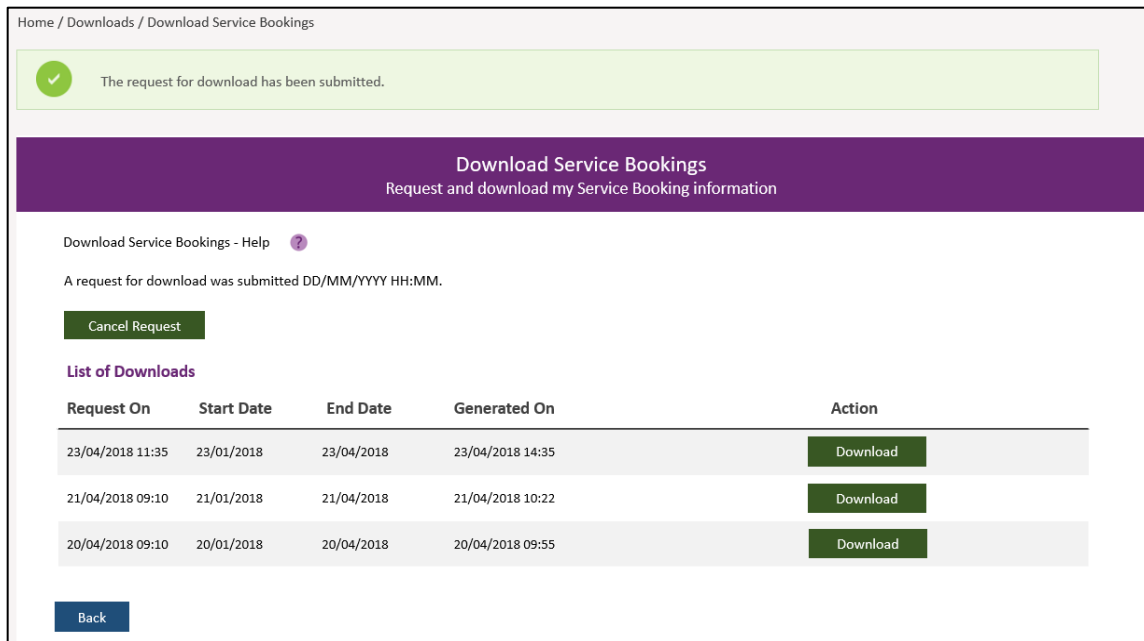 Home / Downloads / Download Service Bookings
The request for download has been submitted.
Download Service Bookings
Request and download my Service Booking information
Download Service Bookings - Help ?
A request for download was submitted DD/MM/YYYY HH:MM.
Cancel Request
List of Downloads
Request On Start Date End Date Generated On Action
23/04/2018 11:35 23/01/2018 23/04/2018 23/04/2018 14:35 Download
21/04/2018 09:10 21/01/2018 21/04/2018 21/04/2018 10:22 Download
20/04/2018 09:10 20/01/2018 20/04/2018 20/04/2018 09:55 Download
Back